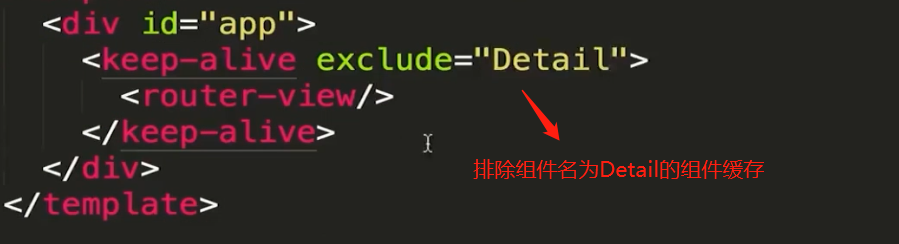 <div id="app">
<keep-alive exclude="Detail">
<router-view/>
</keep-alive>
排除组件名为Detail的组件缓存
</div>
</template>